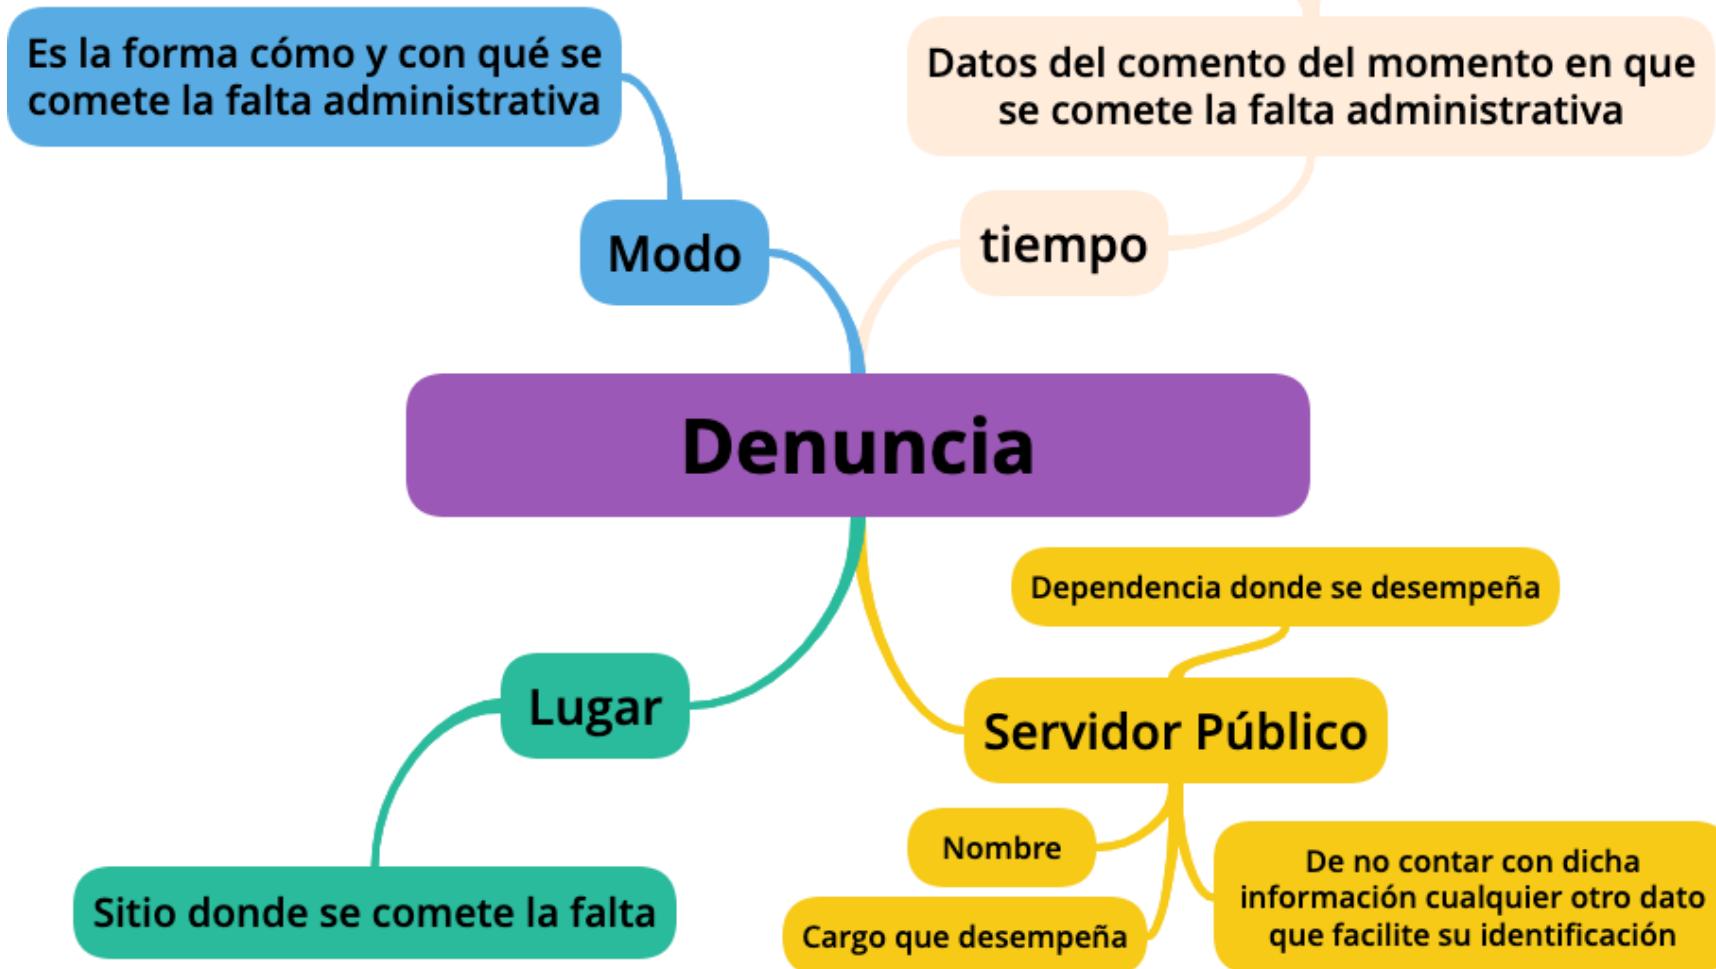 Es la forma cómo y con qué se
comete la falta administrativa
Datos del comento del momento en que
se comete la falta administrativa
Modo
tiempo
Denuncia
Dependencia donde se desempeña
Lugar
Servidor Público
Nombre
De no contar con dicha
información cualquier otro dato
que facilite su identificación
Sitio donde se comete la falta
Cargo que desempeña